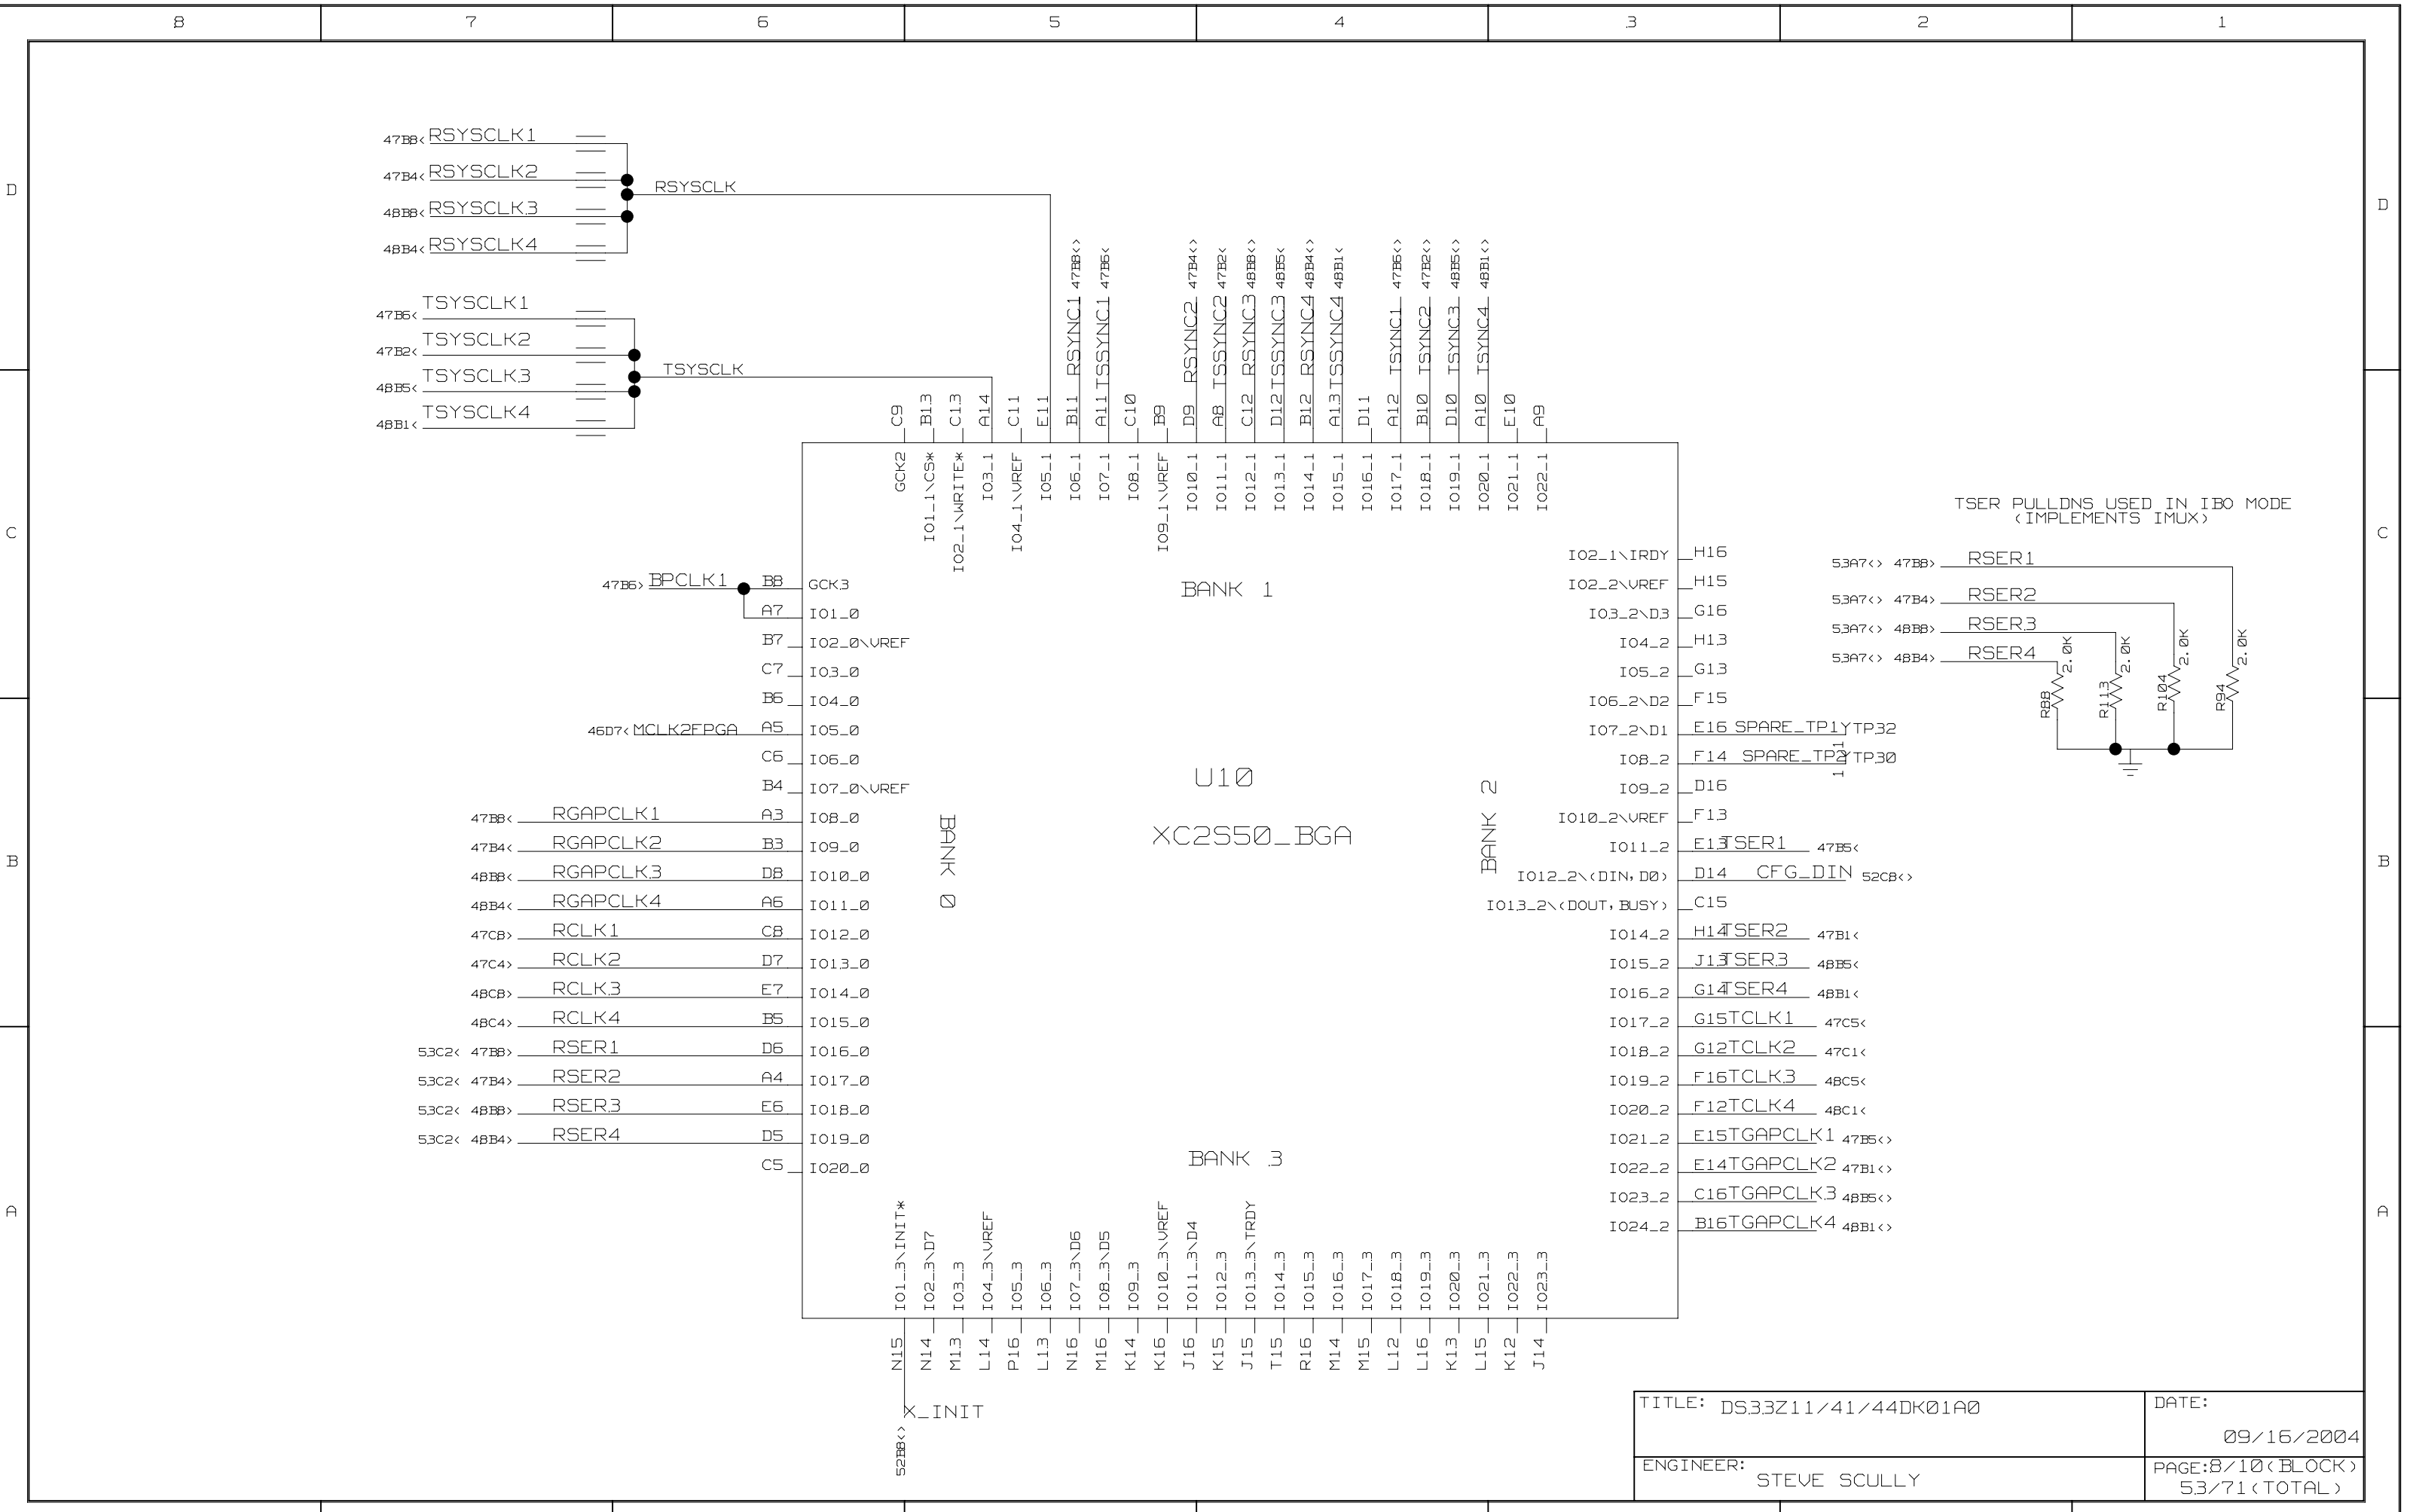 8 7 6 5 4 3 2 1
D
D
C
C
B
B
A
A
47B8< RSYSCLK1
47B4< RSYSCLK2
48B8< RSYSCLK3
48B4< RSYSCLK4
RSYSCLK
47B6< TSYSCLK1
47B2< TSYSCLK2
48B5< TSYSCLK3
48B1< TSYSCLK4
TSYSCLK
C9 GCK2
B13 IO1_1\CS*
C13 IO2_1\WRITE*
A14 IO3_1
C11 IO4_1\VREF
E11 IO5_1
47B8<> RSYNC1 B11 IO6_1
47B6< TSSYNC1 A11 IO7_1
C10 IO8_1
B9 IO9_1\VREF
47B4<> RSYNC2 D9 IO10_1
47B2< TSSYNC2 A8 IO11_1
48B8<> RSYNC3 C12 IO12_1
48B5< TSSYNC3 D12 IO13_1
48B4<> RSYNC4 B12 IO14_1
48B1< TSSYNC4 A13 IO15_1
D11 IO16_1
47B6<> TSYNC1 A12 IO17_1
47B2<> TSYNC2 B10 IO18_1
48B5<> TSYNC3 D10 IO19_1
48B1<> TSYNC4 A10 IO20_1
E10 IO21_1
A9 IO22_1
BANK 1
47B6> BPCLK1 B8 GCK3
A7 IO1_0
B7 IO2_0\VREF
C7 IO3_0
B6 IO4_0
46D7< MCLK2FPGA A5 IO5_0
C6 IO6_0
B4 IO7_0\VREF
47B8< RGAPCLK1 A3 IO8_0
47B4< RGAPCLK2 B3 IO9_0
48B8< RGAPCLK3 D8 IO10_0
48B4< RGAPCLK4 A6 IO11_0
47C8> RCLK1 C8 IO12_0
47C4> RCLK2 D7 IO13_0
48C8> RCLK3 E7 IO14_0
48C4> RCLK4 B5 IO15_0
53C2< 47B8> RSER1 D6 IO16_0
53C2< 47B4> RSER2 A4 IO17_0
53C2< 48B8> RSER3 E6 IO18_0
53C2< 48B4> RSER4 D5 IO19_0
C5 IO20_0
BANK 0
U10
XC2S50_BGA
BANK 2
IO2_1\IRDY H16
IO2_2\VREF H15
IO3_2\D3 G16
IO4_2 H13
IO5_2 G13
IO6_2\D2 F15
IO7_2\D1 E16 SPARE_TP1 1 TP32
IO8_2 F14 SPARE_TP2 1 TP30
IO9_2 D16
IO10_2\VREF F13
IO11_2 E13 TSER1 47B5<
IO12_2\(DIN,D0) D14 CFG_DIN 52C8<>
IO13_2\(DOUT,BUSY) C15
IO14_2 H14 TSER2 47B1<
IO15_2 J13 TSER3 48B5<
IO16_2 G14 TSER4 48B1<
IO17_2 G15 TCLK1 47C5<
IO18_2 G12 TCLK2 47C1<
IO19_2 F16 TCLK3 48C5<
IO20_2 F12 TCLK4 48C1<
IO21_2 E15 TGAPCLK1 47B5<>
IO22_2 E14 TGAPCLK2 47B1<>
IO23_2 C16 TGAPCLK3 48B5<>
IO24_2 B16 TGAPCLK4 48B1<>
TSER PULLDNS USED IN IBO MODE
(IMPLEMENTS IMUX)
53A7<> 47B8> RSER1
53A7<> 47B4> RSER2
53A7<> 48B8> RSER3
53A7<> 48B4> RSER4
R88 2.0K
R113 2.0K
R104 2.0K
R94 2.0K
BANK 3
IO1_3\INIT* N15
IO2_3\D7 N14
IO3_3 M13
IO4_3\VREF L14
IO5_3 P16
IO6_3 L13
IO7_3\D6 N16
IO8_3\D5 M16
IO9_3 K14
IO10_3\VREF K16
IO11_3\D4 J16
IO12_3 K15
IO13_3\TRDY J15
IO14_3 T15
IO15_3 R16
IO16_3 M14
IO17_3 M15
IO18_3 L12
IO19_3 L16
IO20_3 K13
IO21_3 L15
IO22_3 K12
IO23_3 J14
X_INIT
52B8<>
TITLE: DS33Z11/41/44DK01A0
DATE:
09/16/2004
ENGINEER:
STEVE SCULLY
PAGE:8/10(BLOCK)
53/71(TOTAL)